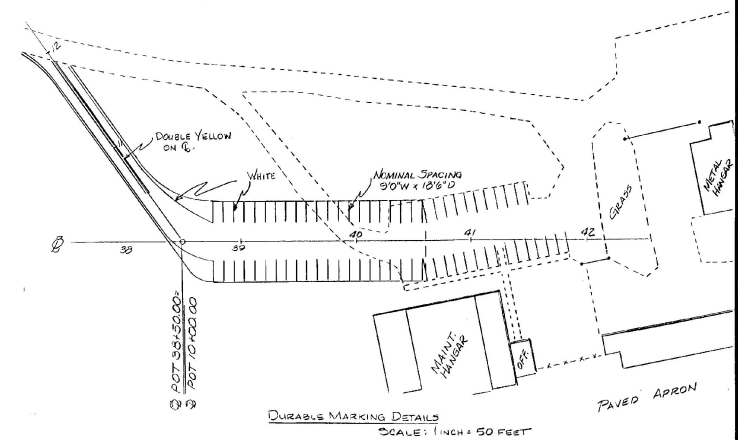 12
11
DOUBLE YELLOW
ON ℄.
WHITE
NOMINAL SPACING
9'0"W x 18'6"D
GRASS
METAL
HANGAR
38
39
40
41
42
POT 38+50.00=
POT 10+00.00
MAINT.
HANGAR
OFF.
PAVED APRON
DURABLE MARKING DETAILS
SCALE: 1 INCH = 50 FEET